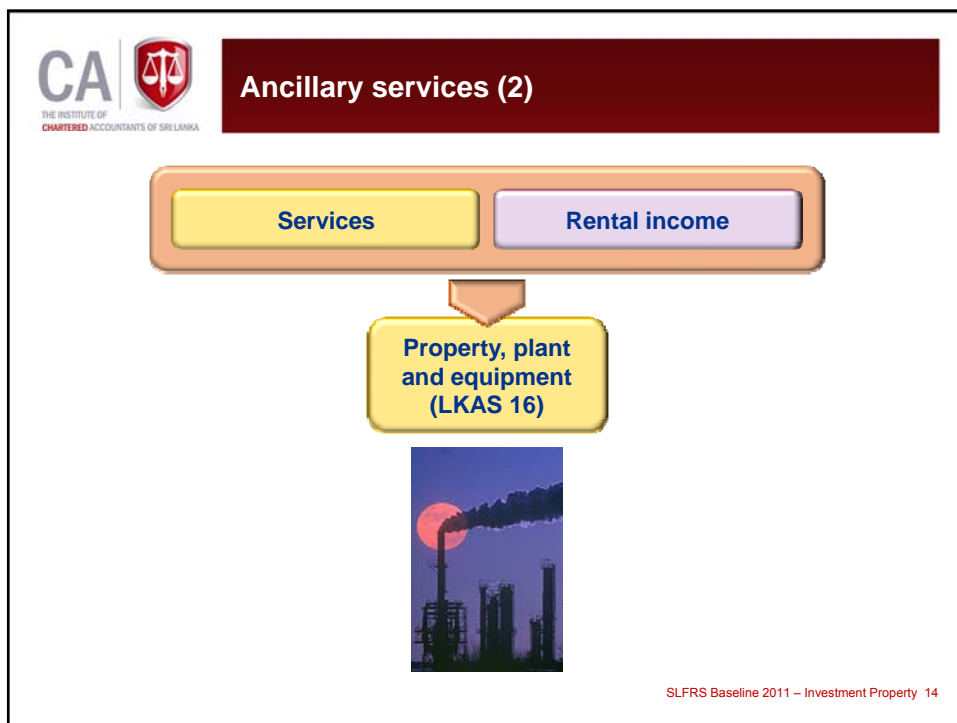 CA
THE INSTITUTE OF
CHARTERED ACCOUNTANTS OF SRI LANKA
Ancillary services (2)
Services
Rental income
Property, plant
and equipment
(LKAS 16)
SLFRS Baseline 2011 – Investment Property 14